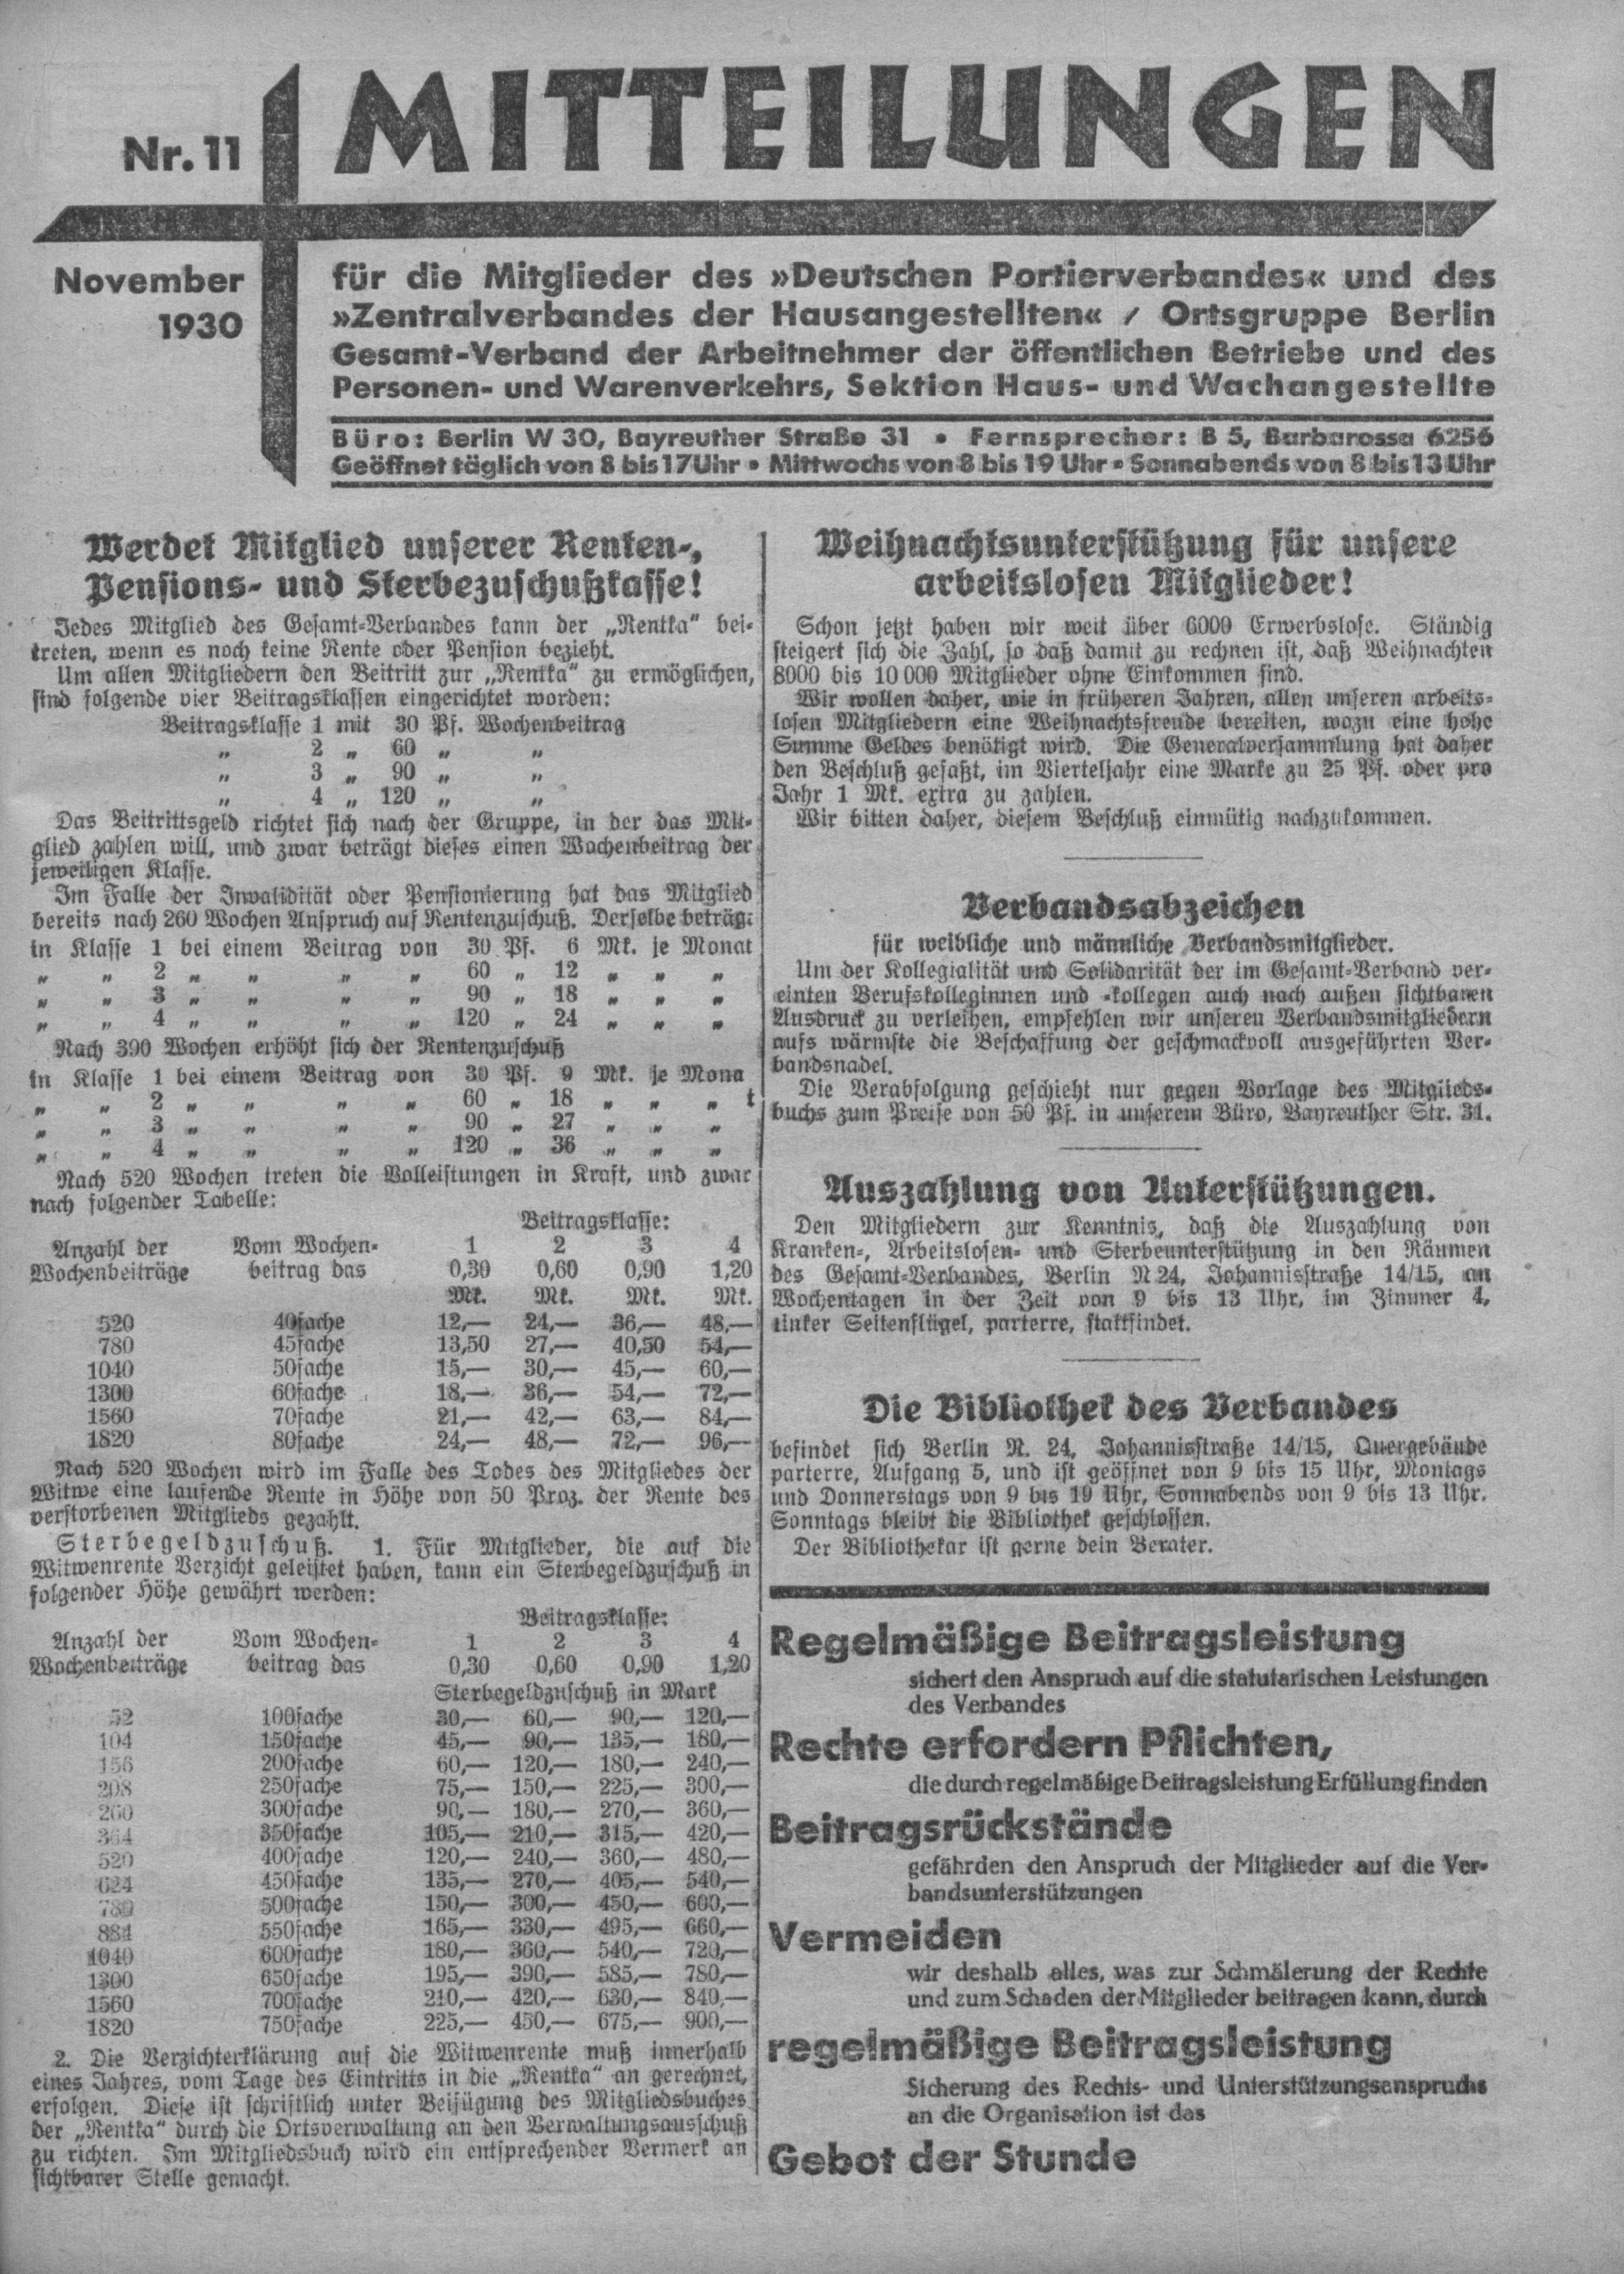 Nr. 11
MITTEILUNGEN
November
1930
für die Mitglieder des »Deutschen Portierverbandes« und des
»Zentralverbandes der Hausangestellten« / Ortsgruppe Berlin
Gesamt-Verband der Arbeitnehmer der öffentlichen Betriebe und des
Personen- und Warenverkehrs, Sektion Haus- und Wachangestellte
Büro: Berlin W 30, Bayreuther Straße 31 • Fernsprecher: B 5, Barbarossa 6256
Geöffnet täglich von 8 bis 17 Uhr • Mittwochs von 8 bis 19 Uhr • Sonnabends von 8 bis 13 Uhr
Werdet Mitglied unserer Renten-,
Pensions- und Sterbezuschußkasse!
Jedes Mitglied des Gesamt-Verbandes kann der „Rentka“ bei-
treten, wenn es noch keine Rente oder Pension bezieht.
Um allen Mitgliedern den Beitritt zur „Rentka“ zu ermöglichen,
sind folgende vier Beitragsklassen eingerichtet worden:
Beitragsklasse 1 mit 30 Pf. Wochenbeitrag
„ 2 „ 60 „ „
„ 3 „ 90 „ „
„ 4 „ 120 „ „
Das Beitrittsgeld richtet sich nach der Gruppe, in der das Mit-
glied zahlen will, und zwar beträgt dieses einen Wochenbeitrag der
jeweiligen Klasse.
Im Falle der Invalidität oder Pensionierung hat das Mitglied
bereits nach 260 Wochen Anspruch auf Rentenzuschuß. Derselbe beträg:
in Klasse 1 bei einem Beitrag von 30 Pf. 6 Mk. je Monat
„ „ 2 „ „ „ „ 60 „ 12 „ „ „
„ „ 3 „ „ „ „ 90 „ 18 „ „ „
„ „ 4 „ „ „ „ 120 „ 24 „ „ „
Nach 390 Wochen erhöht sich der Rentenzuschuß
in Klasse 1 bei einem Beitrag von 30 Pf. 9 Mk. je Mona
„ „ 2 „ „ „ „ 60 „ 18 „ „ „ t
„ „ 3 „ „ „ „ 90 „ 27 „ „ „
„ „ 4 „ „ „ „ 120 „ 36 „ „ „
Nach 520 Wochen treten die Volleistungen in Kraft, und zwar
nach folgender Tabelle:
Beitragsklasse:
Anzahl der Vom Wochen- 1 2 3 4
Wochenbeiträge beitrag das 0,30 0,60 0,90 1,20
Mk. Mk. Mk. Mk.
520 40fache 12,— 24,— 36,— 48,—
780 45fache 13,50 27,— 40,50 54,—
1040 50fache 15,— 30,— 45,— 60,—
1300 60fache 18,— 36,— 54,— 72,—
1560 70fache 21,— 42,— 63,— 84,—
1820 80fache 24,— 48,— 72,— 96,—
Nach 520 Wochen wird im Falle des Todes des Mitgliedes der
Witwe eine laufende Rente in Höhe von 50 Proz. der Rente des
verstorbenen Mitglieds gezahlt.
Sterbegeldzuschuß. 1. Für Mitglieder, die auf die
Witwenrente Verzicht geleistet haben, kann ein Sterbegeldzuschuß in
folgender Höhe gewährt werden:
Beitragsklasse:
Anzahl der Vom Wochen- 1 2 3 4
Wochenbeiträge beitrag das 0,30 0,60 0,90 1,20
Sterbegeldzuschuß in Mark
52 100fache 30,— 60,— 90,— 120,—
104 150fache 45,— 90,— 135,— 180,—
156 200fache 60,— 120,— 180,— 240,—
208 250fache 75,— 150,— 225,— 300,—
260 300fache 90,— 180,— 270,— 360,—
364 350fache 105,— 210,— 315,— 420,—
520 400fache 120,— 240,— 360,— 480,—
624 450fache 135,— 270,— 405,— 540,—
780 500fache 150,— 300,— 450,— 600,—
884 550fache 165,— 330,— 495,— 660,—
1040 600fache 180,— 360,— 540,— 720,—
1300 650fache 195,— 390,— 585,— 780,—
1560 700fache 210,— 420,— 630,— 840,—
1820 750fache 225,— 450,— 675,— 900,—
2. Die Verzichterklärung auf die Witwenrente muß innerhalb
eines Jahres, vom Tage des Eintritts in die „Rentka“ an gerechnet,
erfolgen. Diese ist schriftlich unter Beifügung des Mitgliedsbuches
der „Rentka“ durch die Ortsverwaltung an den Verwaltungsausschuß
zu richten. Im Mitgliedsbuch wird ein entsprechender Vermerk an
sichtbarer Stelle gemacht.
Weihnachtsunterstützung für unsere
arbeitslosen Mitglieder!
Schon jetzt haben wir weit über 6000 Erwerbslose. Ständig
steigert sich die Zahl, so daß damit zu rechnen ist, daß Weihnachten
8000 bis 10 000 Mitglieder ohne Einkommen sind.
Wir wollen daher, wie in früheren Jahren, allen unseren arbeits-
losen Mitgliedern eine Weihnachtsfreude bereiten, wozu eine hohe
Summe Geldes benötigt wird. Die Generalversammlung hat daher
den Beschluß gefaßt, im Vierteljahr eine Marke zu 25 Pf. oder pro
Jahr 1 Mk. extra zu zahlen.
Wir bitten daher, diesem Beschluß einmütig nachzukommen.
Verbandsabzeichen
für weibliche und männliche Verbandsmitglieder.
Um der Kollegialität und Solidarität der im Gesamt-Verband ver-
einten Berufskolleginnen und -kollegen auch nach außen sichtbaren
Ausdruck zu verleihen, empfehlen wir unseren Verbandsmitgliedern
aufs wärmste die Beschaffung der geschmackvoll ausgeführten Ver-
bandsnadel.
Die Verabfolgung geschieht nur gegen Vorlage des Mitglieds-
buchs zum Preise von 50 Pf. in unserem Büro, Bayreuther Str. 31.
Auszahlung von Unterstützungen.
Den Mitgliedern zur Kenntnis, daß die Auszahlung von
Kranken-, Arbeitslosen- und Sterbeunterstützung in den Räumen
des Gesamt-Verbandes, Berlin N 24, Johannisstraße 14/15, an
Wochentagen in der Zeit von 9 bis 13 Uhr, im Zimmer 4,
linker Seitenflügel, parterre, stattfindet.
Die Bibliothek des Verbandes
befindet sich Berlin N. 24, Johannisstraße 14/15, Quergebäude
parterre, Aufgang 5, und ist geöffnet von 9 bis 15 Uhr, Montags
und Donnerstags von 9 bis 19 Uhr, Sonnabends von 9 bis 13 Uhr.
Sonntags bleibt die Bibliothek geschlossen.
Der Bibliothekar ist gerne dein Berater.
Regelmäßige Beitragsleistung
sichert den Anspruch auf die statutarischen Leistungen
des Verbandes
Rechte erfordern Pflichten,
die durch regelmäßige Beitragsleistung Erfüllung finden
Beitragsrückstände
gefährden den Anspruch der Mitglieder auf die Ver-
bandsunterstützungen
Vermeiden
wir deshalb alles, was zur Schmälerung der Rechte
und zum Schaden der Mitglieder beitragen kann, durch
regelmäßige Beitragsleistung
Sicherung des Rechts- und Unterstützungsanspruchs
an die Organisation ist das
Gebot der Stunde